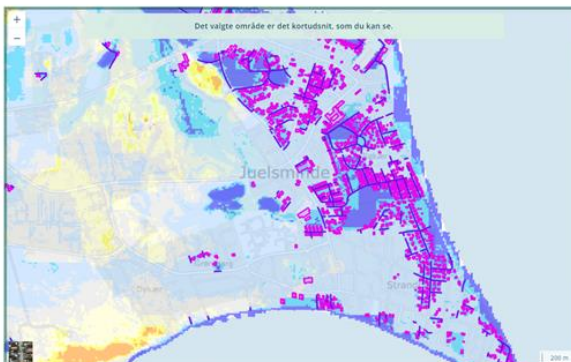 +
Det valgte område er det kortudsnit, som du kan se.
−
Juelsminde
Strand
200 m